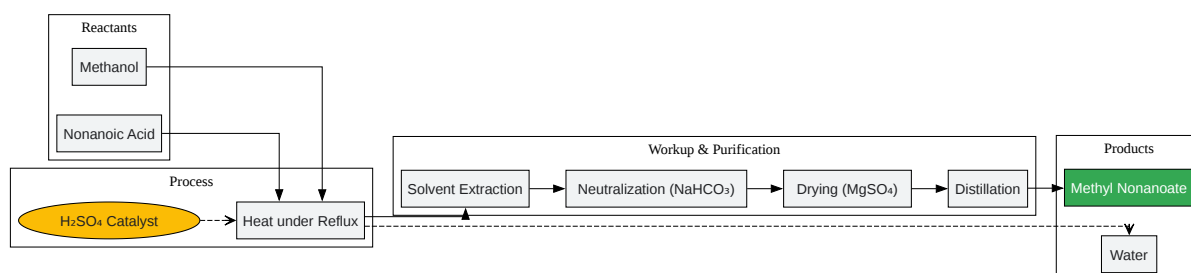 Reactants
Methanol
Nonanoic Acid
Process
H₂SO₄ Catalyst
Heat under Reflux
Workup & Purification
Solvent Extraction
Neutralization (NaHCO₃)
Drying (MgSO₄)
Distillation
Products
Methyl Nonanoate
Water